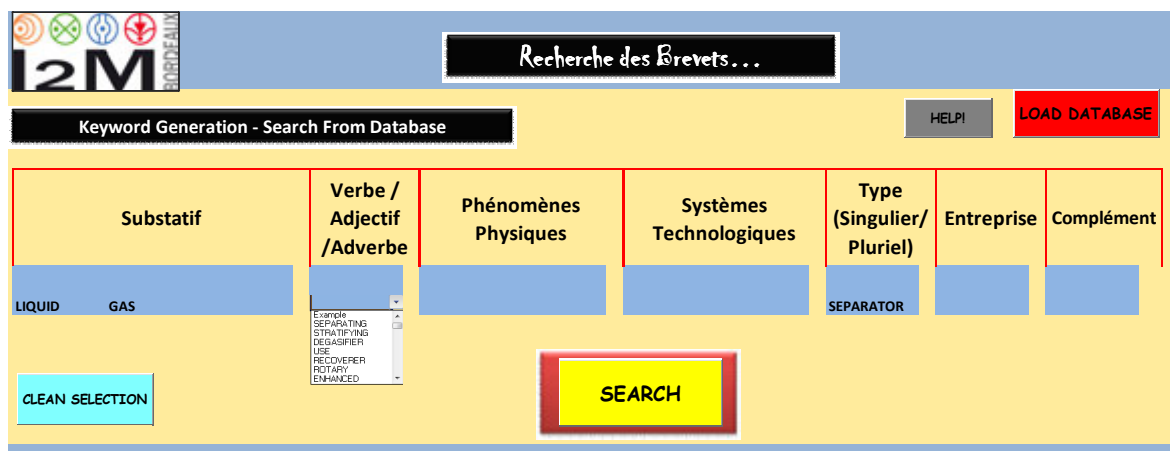 I2M
BORDEAUX
Recherche des Brevets...
Keyword Generation - Search From Database
HELP!
LOAD DATABASE
Substatif
Verbe /
Adjectif
/Adverbe
Phénomènes
Physiques
Systèmes
Technologiques
Type
(Singulier/
Pluriel)
Entreprise
Complément
LIQUID GAS
SEPARATOR
Example
SEPARATING
STRATIFYING
DEGASIFIER
USE
RECOVERER
ROTARY
ENHANCED
CLEAN SELECTION
SEARCH